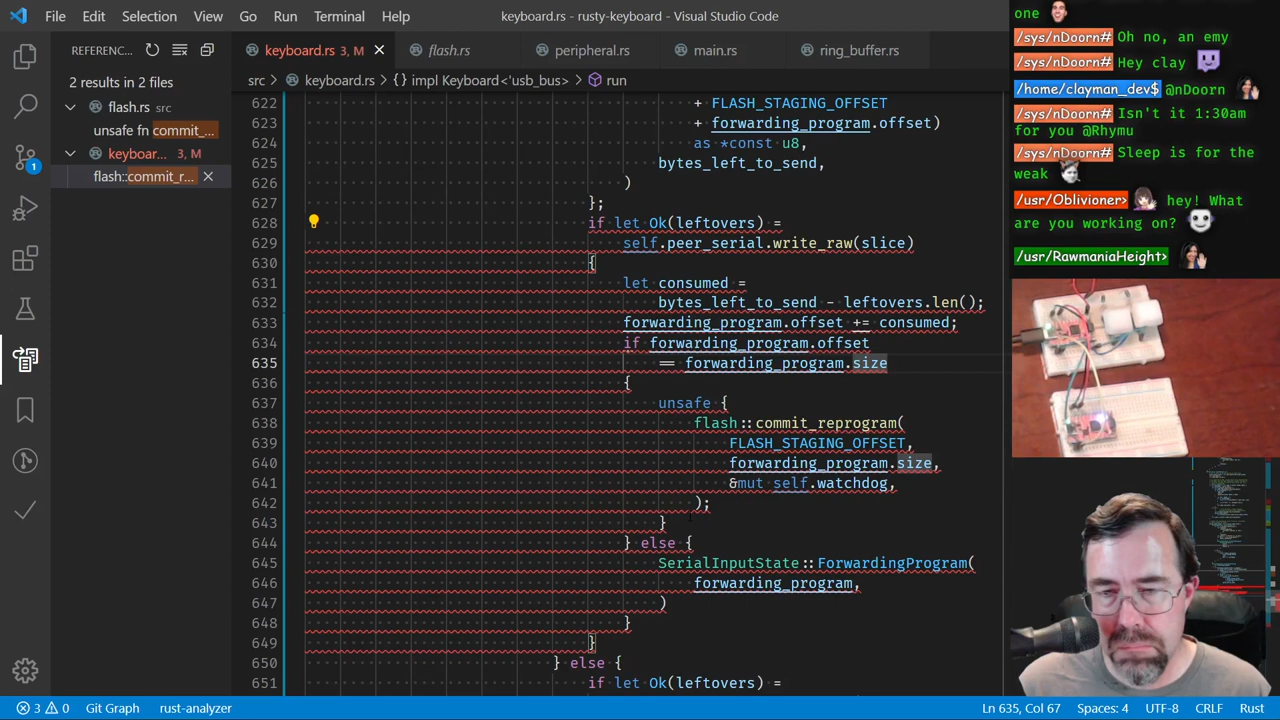 File Edit Selection View Go Run Terminal Help
keyboard.rs - rusty-keyboard - Visual Studio Code
REFERENC...
keyboard.rs 3, M
flash.rs
peripheral.rs
main.rs
ring_buffer.rs
2 results in 2 files
src > keyboard.rs > {} impl Keyboard<'usb_bus> > run
flash.rs src
unsafe fn commit_...
keyboar... 3, M
flash::commit_r...
622 + FLASH_STAGING_OFFSET
623 + forwarding_program.offset)
624 as *const u8,
625 bytes_left_to_send,
626 )
627 };
628 if let Ok(leftovers) =
629 self.peer_serial.write_raw(slice)
630 {
631 let consumed =
632 bytes_left_to_send - leftovers.len();
633 forwarding_program.offset += consumed;
634 if forwarding_program.offset
635 == forwarding_program.size
636 {
637 unsafe {
638 flash::commit_reprogram(
639 FLASH_STAGING_OFFSET,
640 forwarding_program.size,
641 &mut self.watchdog,
642 );
643 }
644 } else {
645 SerialInputState::ForwardingProgram(
646 forwarding_program,
647 )
648 }
649 }
650 } else {
651 if let Ok(leftovers) =
one
/sys/nDoorn# Oh no, an emy
/sys/nDoorn# Hey clay
/home/clayman_dev$ @nDoorn
/sys/nDoorn# Isn't it 1:30am
for you @Rhymu
/sys/nDoorn# Sleep is for the
weak
/usr/Oblivioner> hey! What
are you working on?
/usr/RawmaniaHeight>
1
3 0 Git Graph rust-analyzer
Ln 635, Col 67 Spaces: 4 UTF-8 CRLF Rust